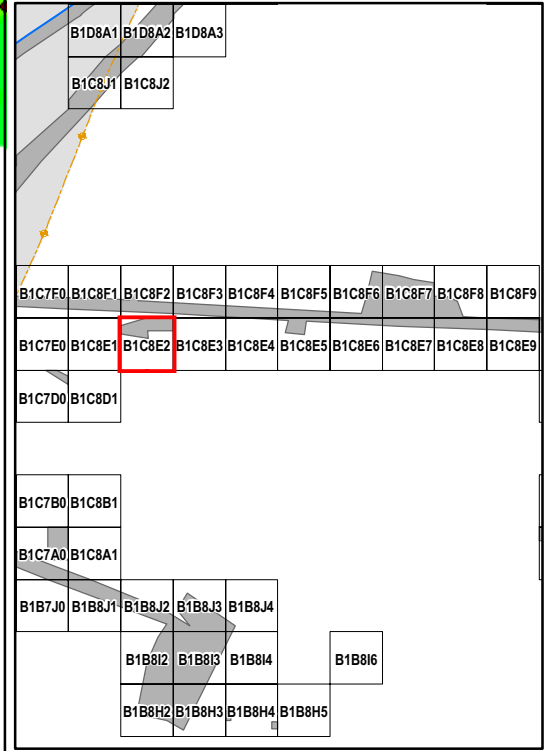 B1D8A1 B1D8A2 B1D8A3
B1C8J1 B1C8J2
B1C7F0 B1C8F1 B1C8F2 B1C8F3 B1C8F4 B1C8F5 B1C8F6 B1C8F7 B1C8F8 B1C8F9
B1C7E0 B1C8E1 B1C8E2 B1C8E3 B1C8E4 B1C8E5 B1C8E6 B1C8E7 B1C8E8 B1C8E9
B1C7D0 B1C8D1
B1C7B0 B1C8B1
B1C7A0 B1C8A1
B1B7J0 B1B8J1 B1B8J2 B1B8J3 B1B8J4
B1B8I2 B1B8I3 B1B8I4 B1B8I6
B1B8H2 B1B8H3 B1B8H4 B1B8H5